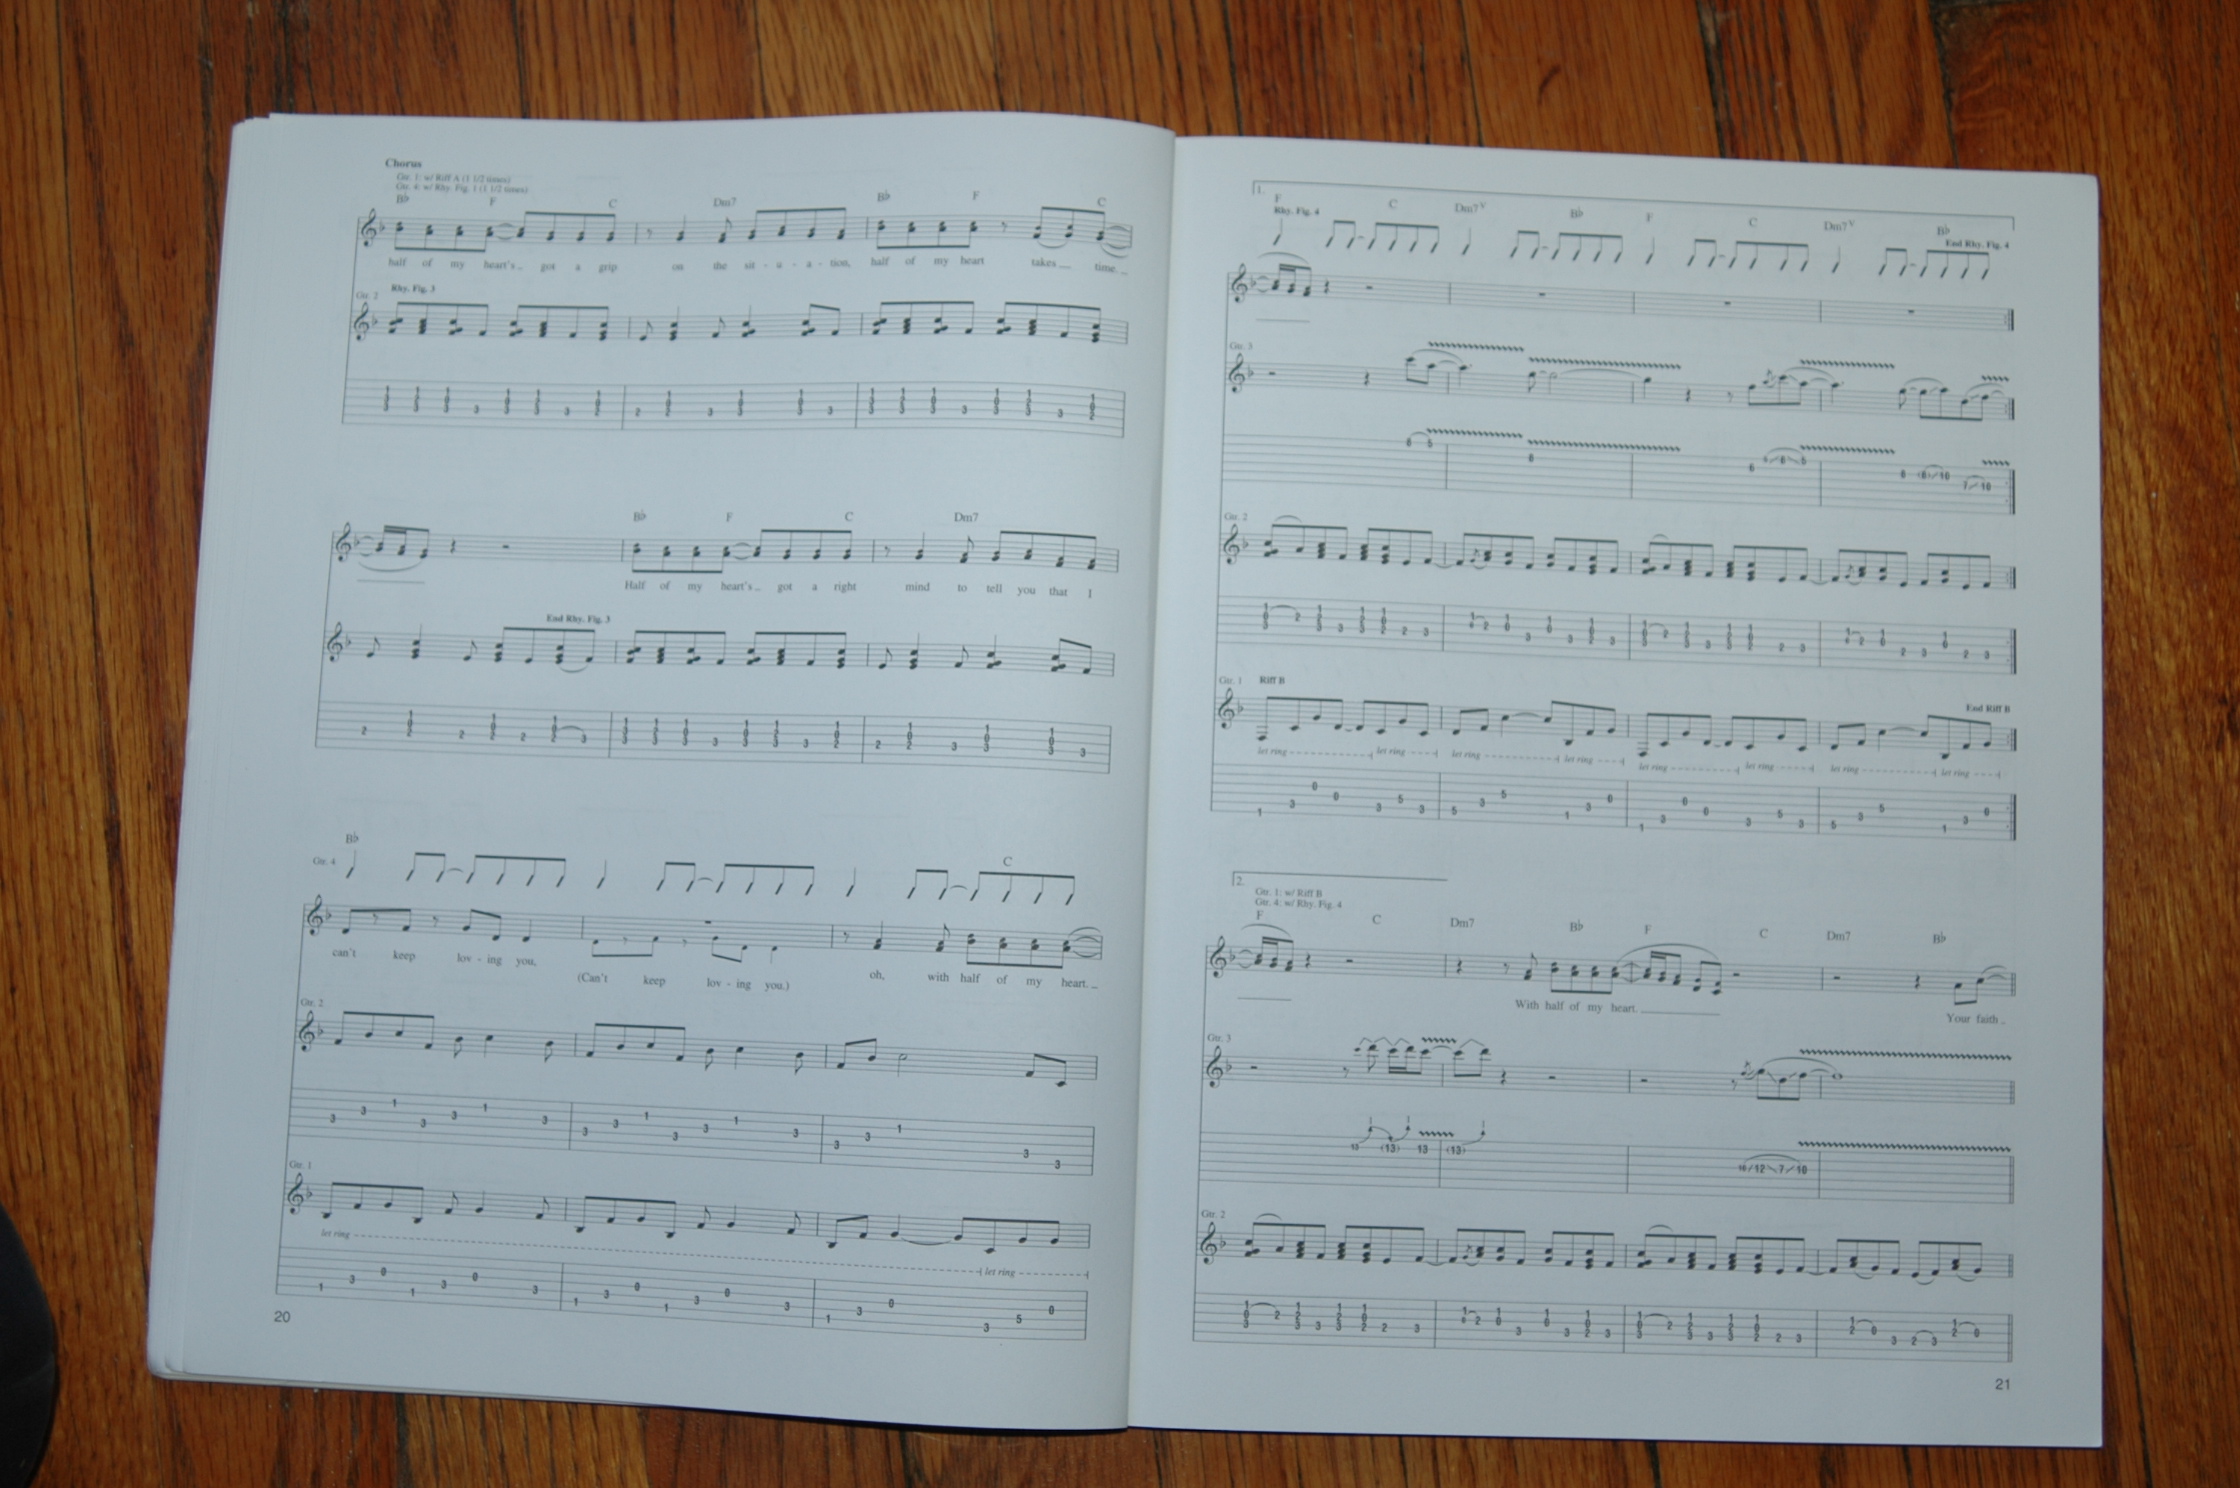 Chorus
Gtr. 1: w/ Riff A (1 1/2 times)
Gtr. 4: w/ Rhy. Fig. 1 (1 1/2 times)
B♭ F C Dm7 B♭ F C
half of my heart's got a grip on the sit - u - a - tion, half of my heart takes time.
Rhy. Fig. 3
Gtr. 2
B♭ F C Dm7
Half of my heart's got a right mind to tell you that I
End Rhy. Fig. 3
B♭ C
Gtr. 4
can't keep lov - ing you, (Can't keep lov - ing you.) oh, with half of my heart.
Gtr. 2
Gtr. 1
let ring let ring
20
1.
F C Dm7 B♭ F C Dm7 B♭
Rhy. Fig. 4 End Rhy. Fig. 4
Gtr. 3
Gtr. 2
Gtr. 1 Riff B End Riff B
let ring let ring let ring let ring let ring let ring let ring let ring
2.
Gtr. 1: w/ Riff B
Gtr. 4: w/ Rhy. Fig. 4
F C Dm7 B♭ F C Dm7 B♭
With half of my heart. Your faith
Gtr. 3
Gtr. 2
21